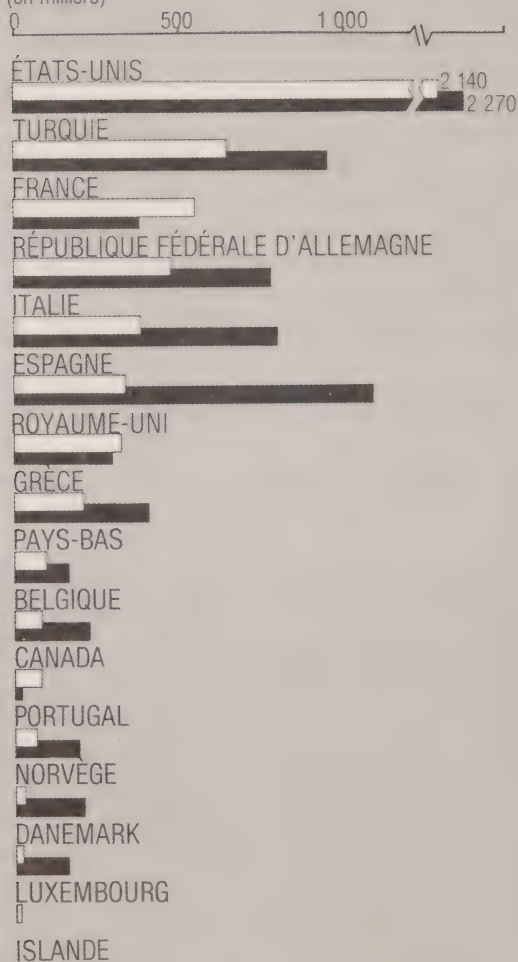 (en milliers)
0 500 1 000
ÉTATS-UNIS
2 140
2 270
TURQUIE
FRANCE
RÉPUBLIQUE FÉDÉRALE D'ALLEMAGNE
ITALIE
ESPAGNE
ROYAUME-UNI
GRÈCE
PAYS-BAS
BELGIQUE
CANADA
PORTUGAL
NORVÈGE
DANEMARK
LUXEMBOURG
ISLANDE